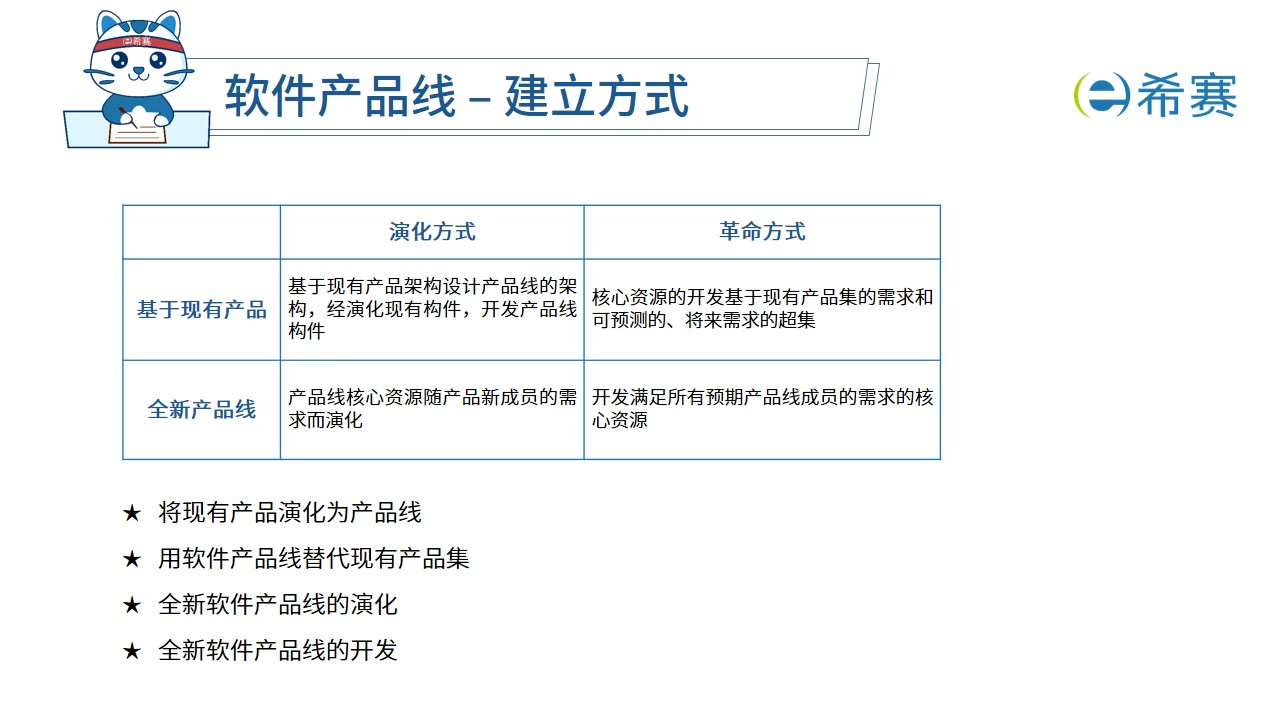 希赛
软件产品线 – 建立方式
希赛
演化方式
革命方式
基于现有产品
基于现有产品架构设计产品线的架
构，经演化现有构件，开发产品线
构件
核心资源的开发基于现有产品集的需求和
可预测的、将来需求的超集
全新产品线
产品线核心资源随产品新成员的需
求而演化
开发满足所有预期产品线成员的需求的核
心资源
★ 将现有产品演化为产品线
★ 用软件产品线替代现有产品集
★ 全新软件产品线的演化
★ 全新软件产品线的开发